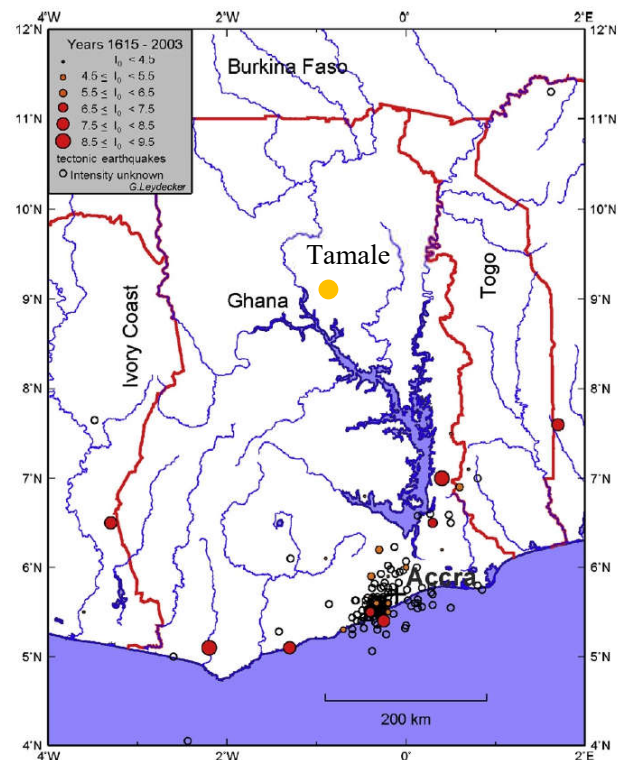 4°W
2°W
0°
2°E
12°N
12°N
Years 1615 - 2003
I₀ < 4.5
4.5 ≤ I₀ < 5.5
5.5 ≤ I₀ < 6.5
6.5 ≤ I₀ < 7.5
7.5 ≤ I₀ < 8.5
8.5 ≤ I₀ < 9.5
tectonic earthquakes
Intensity unknown
G.Leydecker
Burkina Faso
11°N
11°N
10°N
10°N
Tamale
Togo
9°N
Ghana
9°N
Ivory Coast
8°N
8°N
7°N
7°N
6°N
6°N
Accra
5°N
5°N
200 km
4°N
4°N
4°W
2°W
0°
2°E